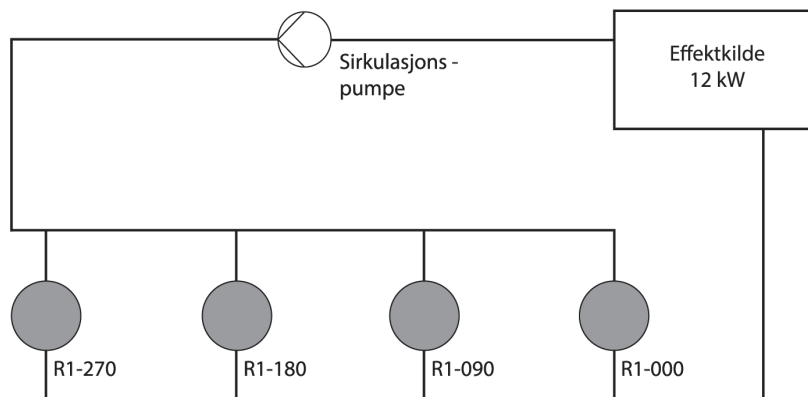 Sirkulasjons -
pumpe
Effektkilde
12 kW
R1-270
R1-180
R1-090
R1-000